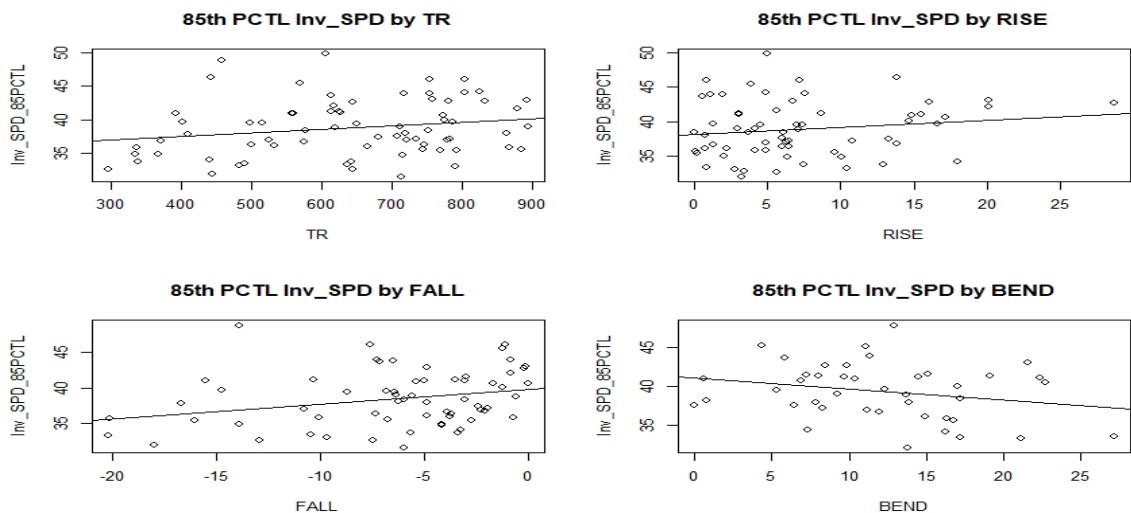 85th PCTL Inv_SPD by TR
Inv_SPD_85PCTL
35 40 45 50
300 400 500 600 700 800 900
TR
85th PCTL Inv_SPD by RISE
Inv_SPD_85PCTL
35 40 45 50
0 5 10 15 20 25
RISE
85th PCTL Inv_SPD by FALL
Inv_SPD_85PCTL
35 40 45
-20 -15 -10 -5 0
FALL
85th PCTL Inv_SPD by BEND
Inv_SPD_85PCTL
35 40 45
0 5 10 15 20 25
BEND